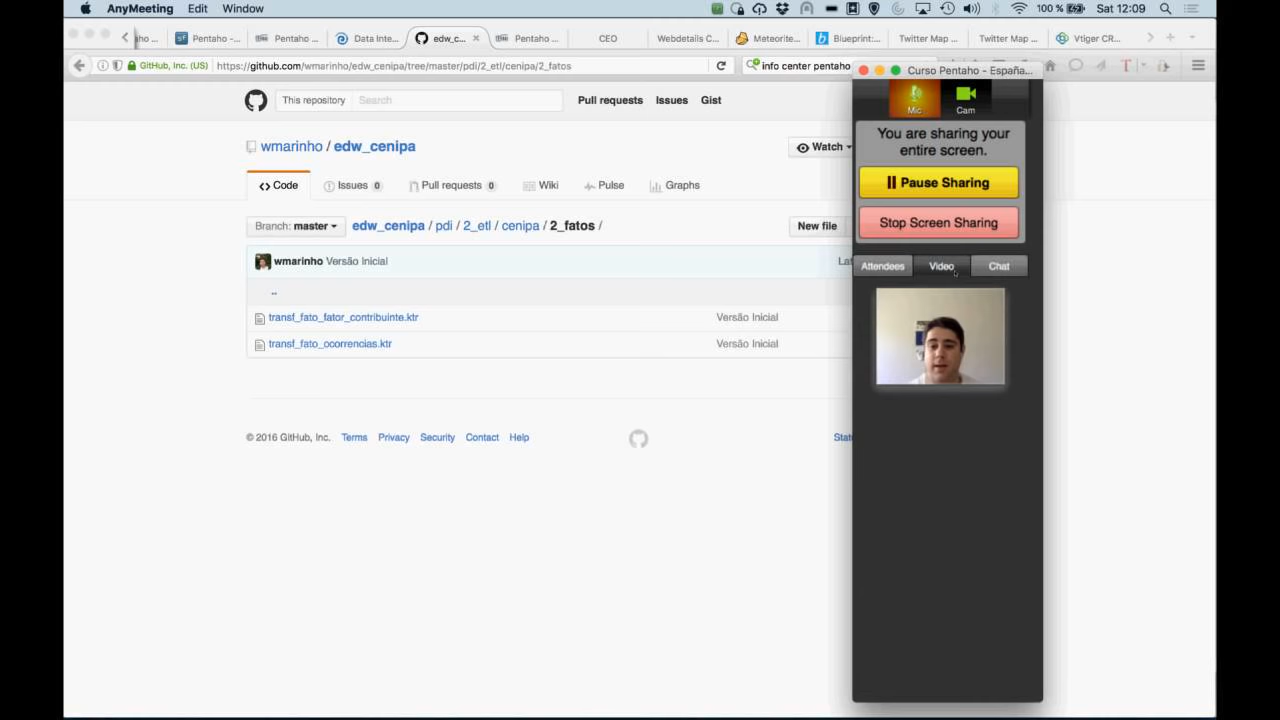 AnyMeeting Edit Window 100 % Sat 12:09
ho ... Pentaho -... Pentaho ... Data Inte... edw_c... Pentaho ... CEO Webdetails C... Meteorite... Blueprint:... Twitter Map ... Twitter Map ... Vtiger CR...
GitHub, Inc. (US) https://github.com/wmarinho/edw_cenipa/tree/master/pdi/2_etl/cenipa/2_fatos info center pentaho
Curso Pentaho - España...
Mic Cam
This repository Search Pull requests Issues Gist
You are sharing your
entire screen.
wmarinho / edw_cenipa Watch
Pause Sharing
Code Issues 0 Pull requests 0 Wiki Pulse Graphs
Stop Screen Sharing
Branch: master edw_cenipa / pdi / 2_etl / cenipa / 2_fatos / New file
wmarinho Versão Inicial Lat
Attendees Video Chat
..
transf_fato_fator_contribuinte.ktr Versão Inicial
transf_fato_ocorrencias.ktr Versão Inicial
© 2016 GitHub, Inc. Terms Privacy Security Contact Help Stat